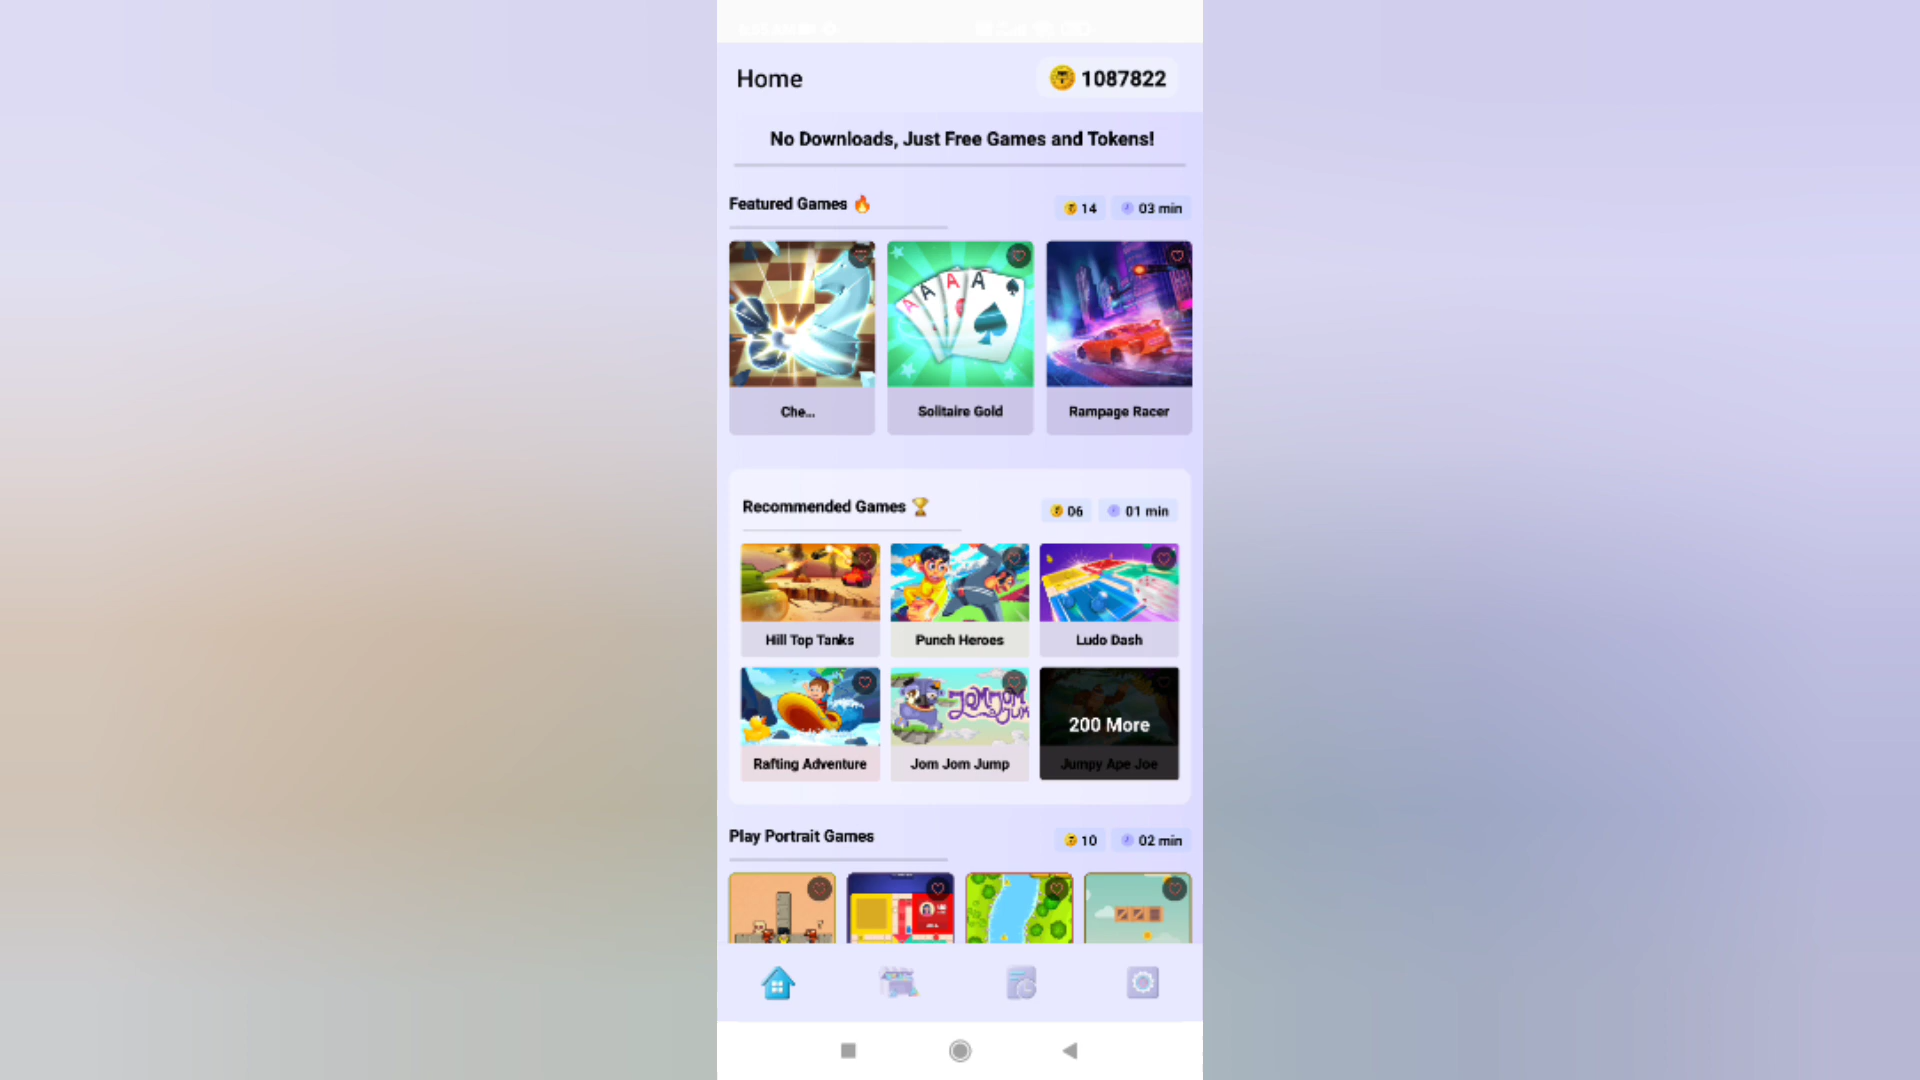 Home
1087822
No Downloads, Just Free Games and Tokens!
Featured Games
14
03 min
Che...
Solitaire Gold
Rampage Racer
Recommended Games
06
01 min
Hill Top Tanks
Punch Heroes
Ludo Dash
JOMJOM
JUM
200 More
Rafting Adventure
Jom Jom Jump
Jumpy Ape Joe
Play Portrait Games
10
02 min